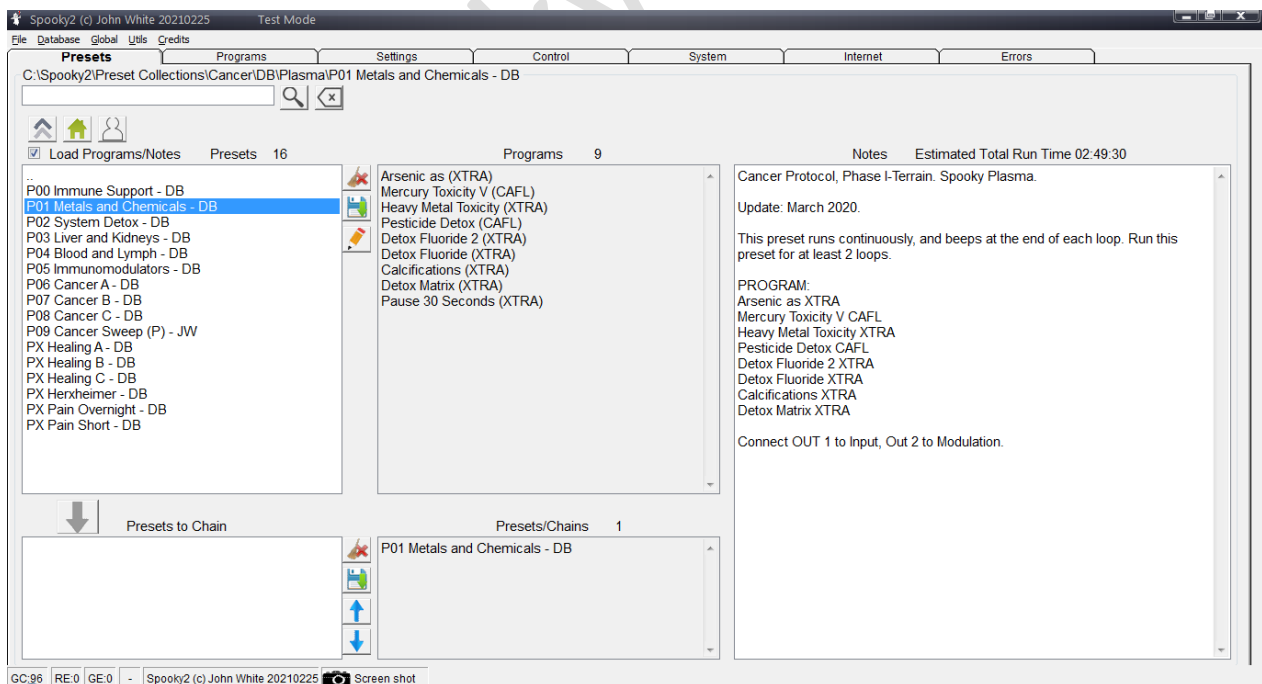 Spooky2 (c) John White 20210225 Test Mode
File Database Global Utils Credits
Presets Programs Settings Control System Internet Errors
C:\Spooky2\Preset Collections\Cancer\DB\Plasma\P01 Metals and Chemicals - DB
Load Programs/Notes Presets 16
..
P00 Immune Support - DB
P01 Metals and Chemicals - DB
P02 System Detox - DB
P03 Liver and Kidneys - DB
P04 Blood and Lymph - DB
P05 Immunomodulators - DB
P06 Cancer A - DB
P07 Cancer B - DB
P08 Cancer C - DB
P09 Cancer Sweep (P) - JW
PX Healing A - DB
PX Healing B - DB
PX Healing C - DB
PX Herxheimer - DB
PX Pain Overnight - DB
PX Pain Short - DB
Programs 9
Arsenic as (XTRA)
Mercury Toxicity V (CAFL)
Heavy Metal Toxicity (XTRA)
Pesticide Detox (CAFL)
Detox Fluoride 2 (XTRA)
Detox Fluoride (XTRA)
Calcifications (XTRA)
Detox Matrix (XTRA)
Pause 30 Seconds (XTRA)
Notes Estimated Total Run Time 02:49:30
Cancer Protocol, Phase I-Terrain. Spooky Plasma.
Update: March 2020.
This preset runs continuously, and beeps at the end of each loop. Run this
preset for at least 2 loops.
PROGRAM:
Arsenic as XTRA
Mercury Toxicity V CAFL
Heavy Metal Toxicity XTRA
Pesticide Detox CAFL
Detox Fluoride 2 XTRA
Detox Fluoride XTRA
Calcifications XTRA
Detox Matrix XTRA
Connect OUT 1 to Input, Out 2 to Modulation.
Presets to Chain
Presets/Chains 1
P01 Metals and Chemicals - DB
GC:96 RE:0 GE:0 - Spooky2 (c) John White 20210225 Screen shot